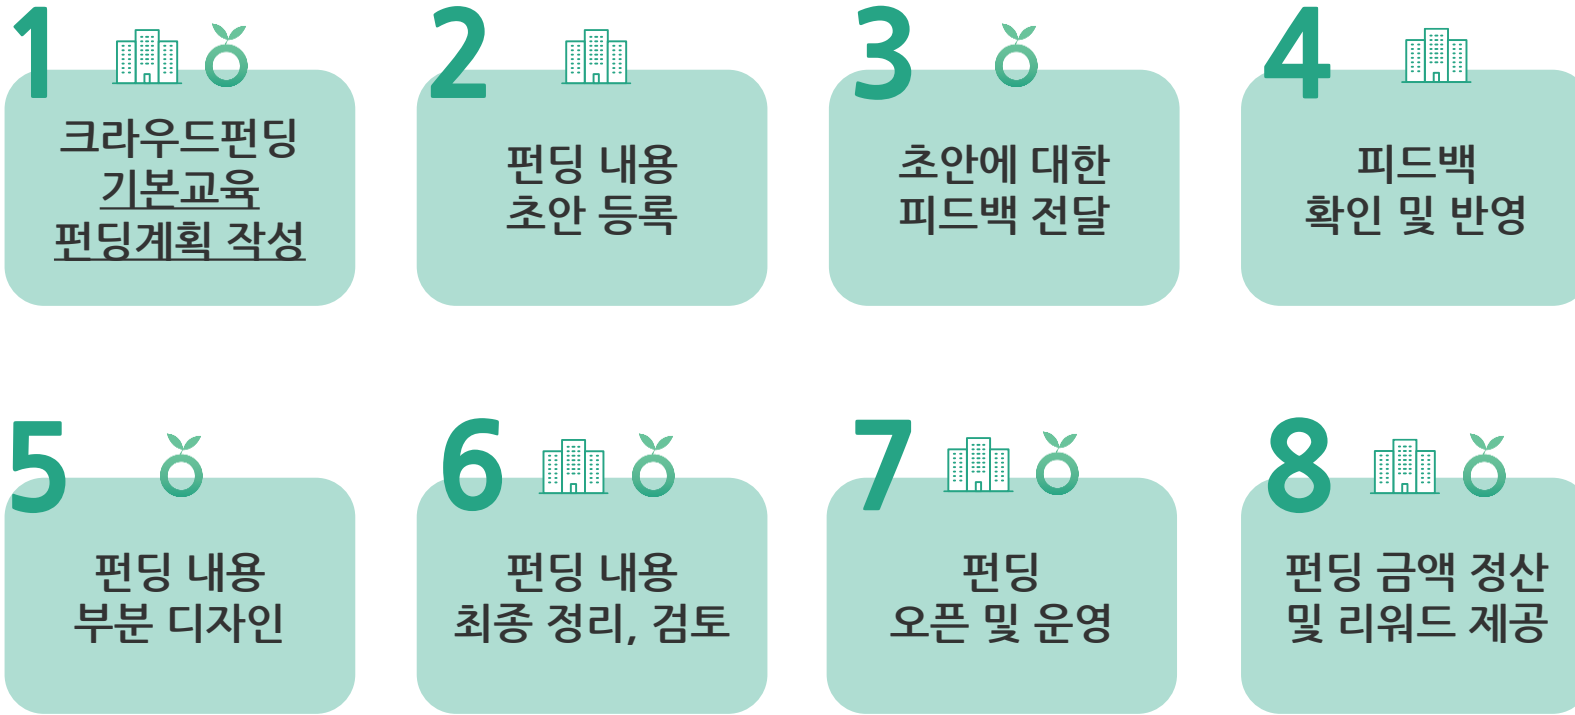 1
크라우드펀딩
기본교육
펀딩계획 작성
2
펀딩 내용
초안 등록
3
초안에 대한
피드백 전달
4
피드백
확인 및 반영
5
펀딩 내용
부분 디자인
6
펀딩 내용
최종 정리, 검토
7
펀딩
오픈 및 운영
8
펀딩 금액 정산
및 리워드 제공